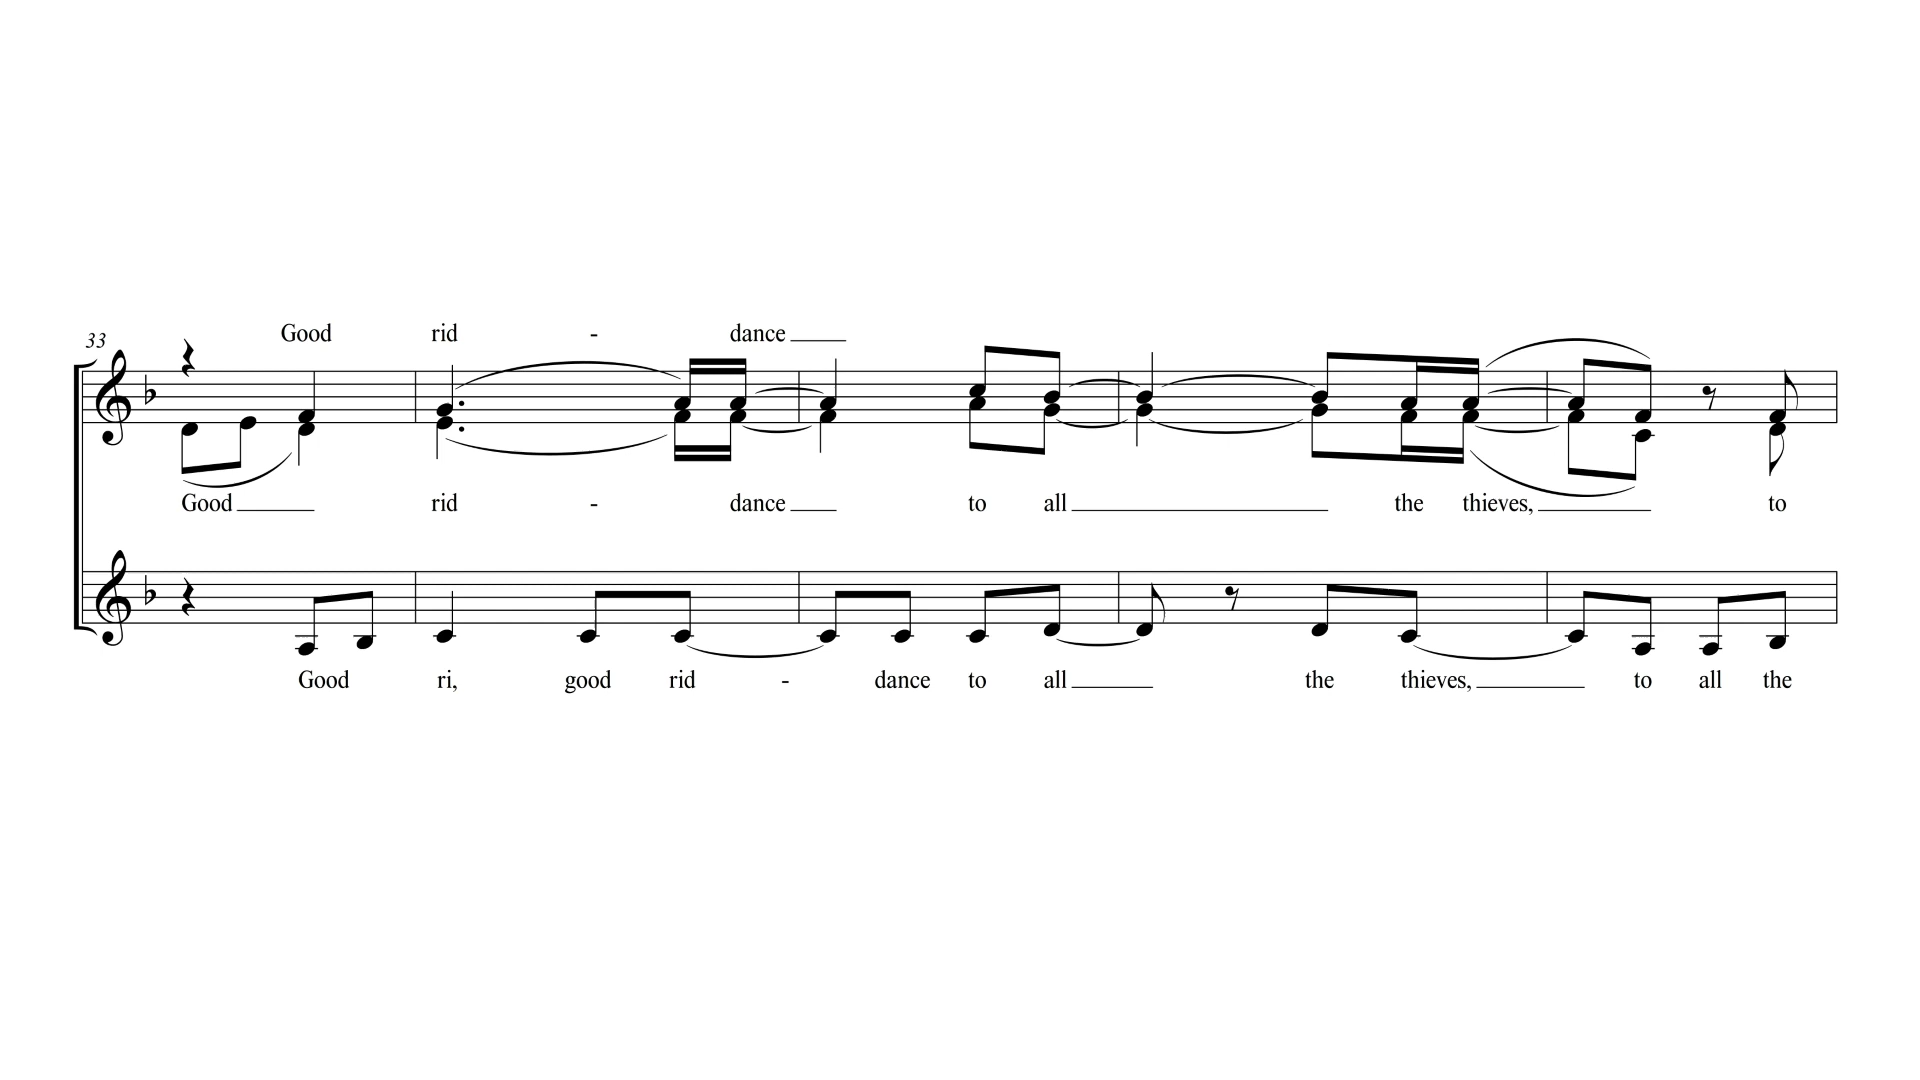 33
Good rid - dance
Good rid - dance to all the thieves, to
Good ri, good rid - dance to all the thieves, to all the